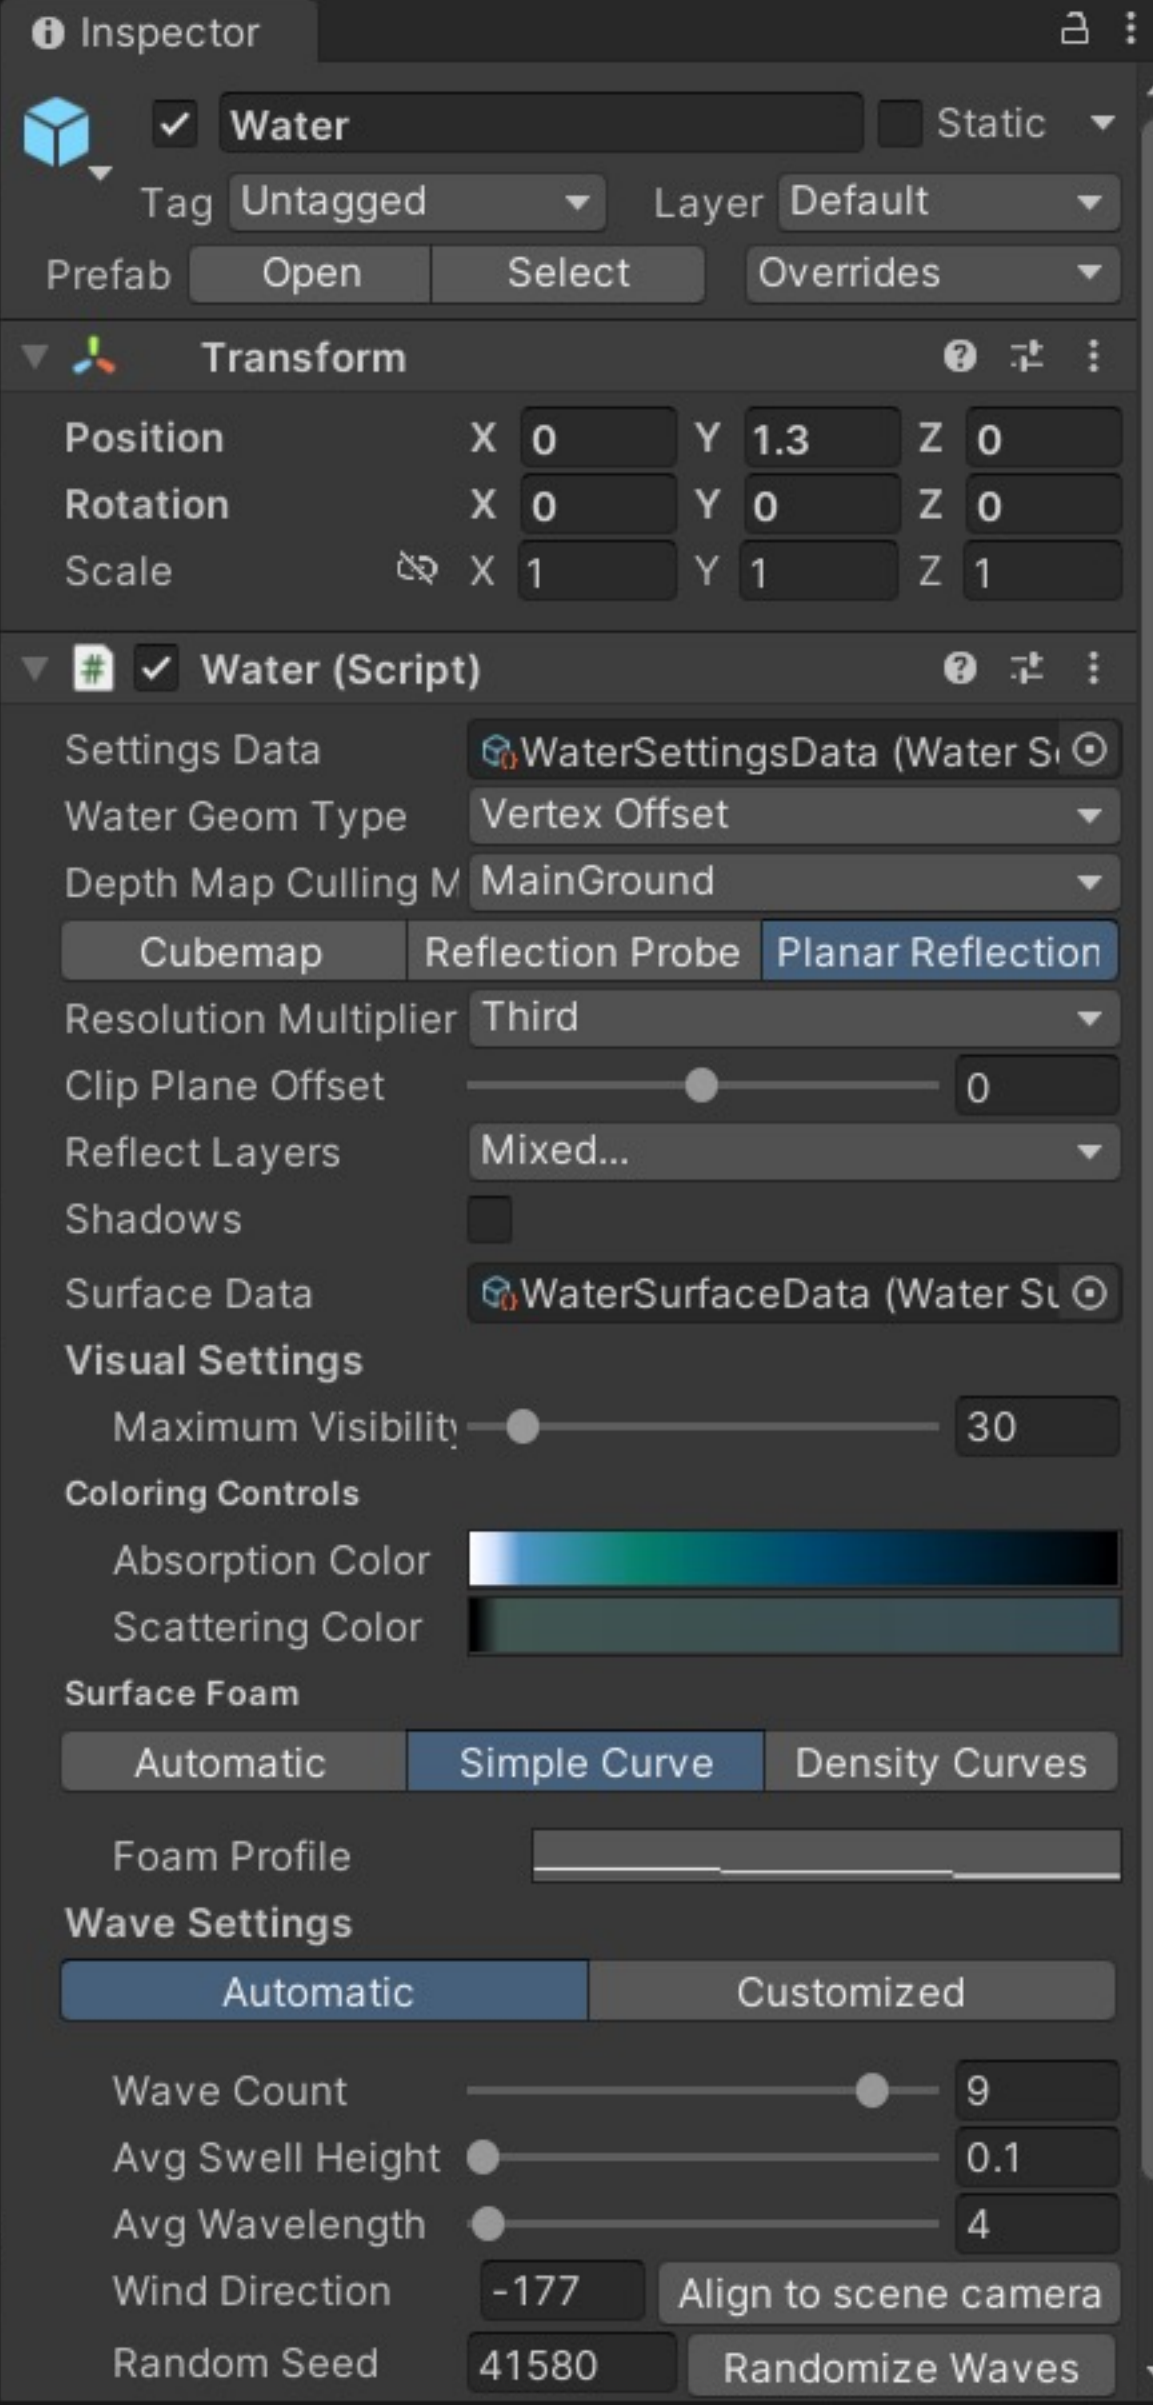 Inspector
Water Static
Tag Untagged Layer Default
Prefab Open Select Overrides
Transform
Position X 0 Y 1.3 Z 0
Rotation X 0 Y 0 Z 0
Scale X 1 Y 1 Z 1
# Water (Script)
Settings Data WaterSettingsData (Water S
Water Geom Type Vertex Offset
Depth Map Culling M MainGround
Cubemap Reflection Probe Planar Reflection
Resolution Multiplier Third
Clip Plane Offset 0
Reflect Layers Mixed...
Shadows
Surface Data WaterSurfaceData (Water Su
Visual Settings
Maximum Visibility 30
Coloring Controls
Absorption Color
Scattering Color
Surface Foam
Automatic Simple Curve Density Curves
Foam Profile
Wave Settings
Automatic Customized
Wave Count 9
Avg Swell Height 0.1
Avg Wavelength 4
Wind Direction -177 Align to scene camera
Random Seed 41580 Randomize Waves